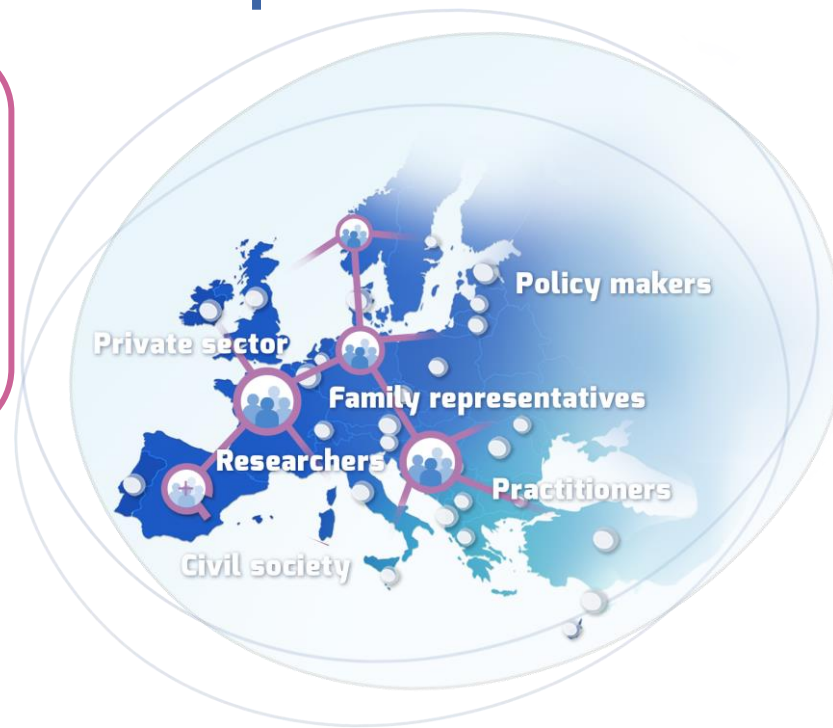 Policy makers
Private sector
Family representatives
Researchers
Practitioners
Civil society